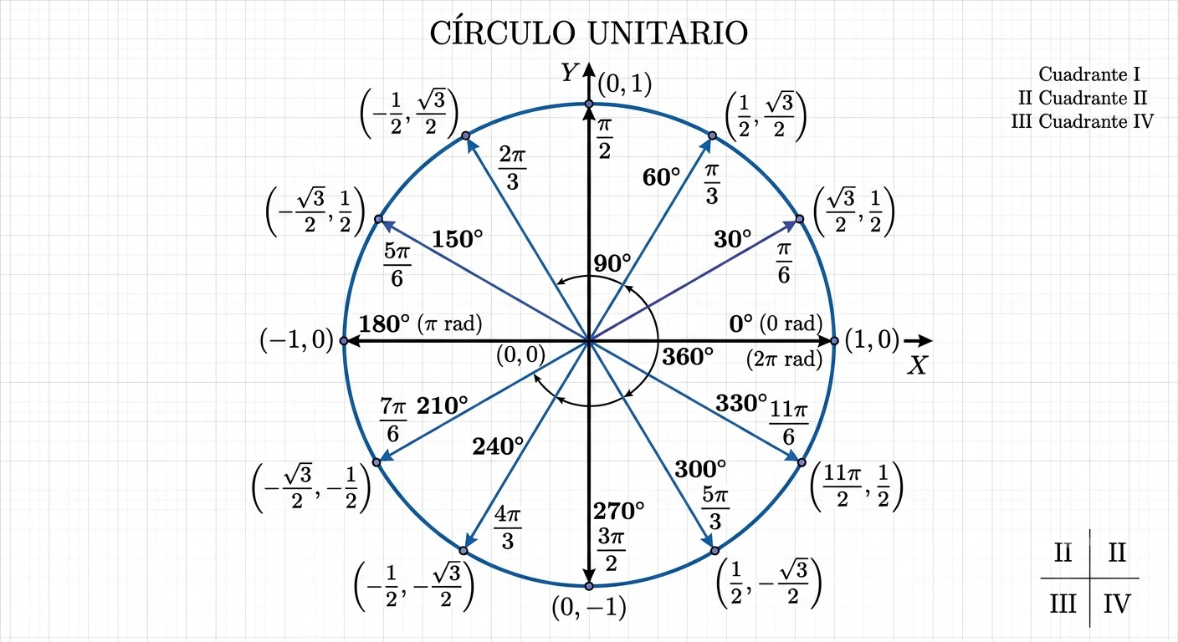 CÍRCULO UNITARIO
Cuadrante I
II Cuadrante II
III Cuadrante IV
Y
(0, 1)
(-1/2, √3/2)
(1/2, √3/2)
π/2
2π/3
60°
π/3
(-√3/2, 1/2)
(√3/2, 1/2)
150°
5π/6
30°
π/6
90°
180° (π rad)
0° (0 rad)
(-1, 0)
(1, 0)
X
(0, 0)
360°
(2π rad)
7π/6
210°
330°
11π/6
240°
300°
(-√3/2, -1/2)
(11π/2, 1/2)
5π/3
4π/3
270°
3π/2
(-1/2, -√3/2)
(1/2, -√3/2)
(0, -1)
II II
III IV